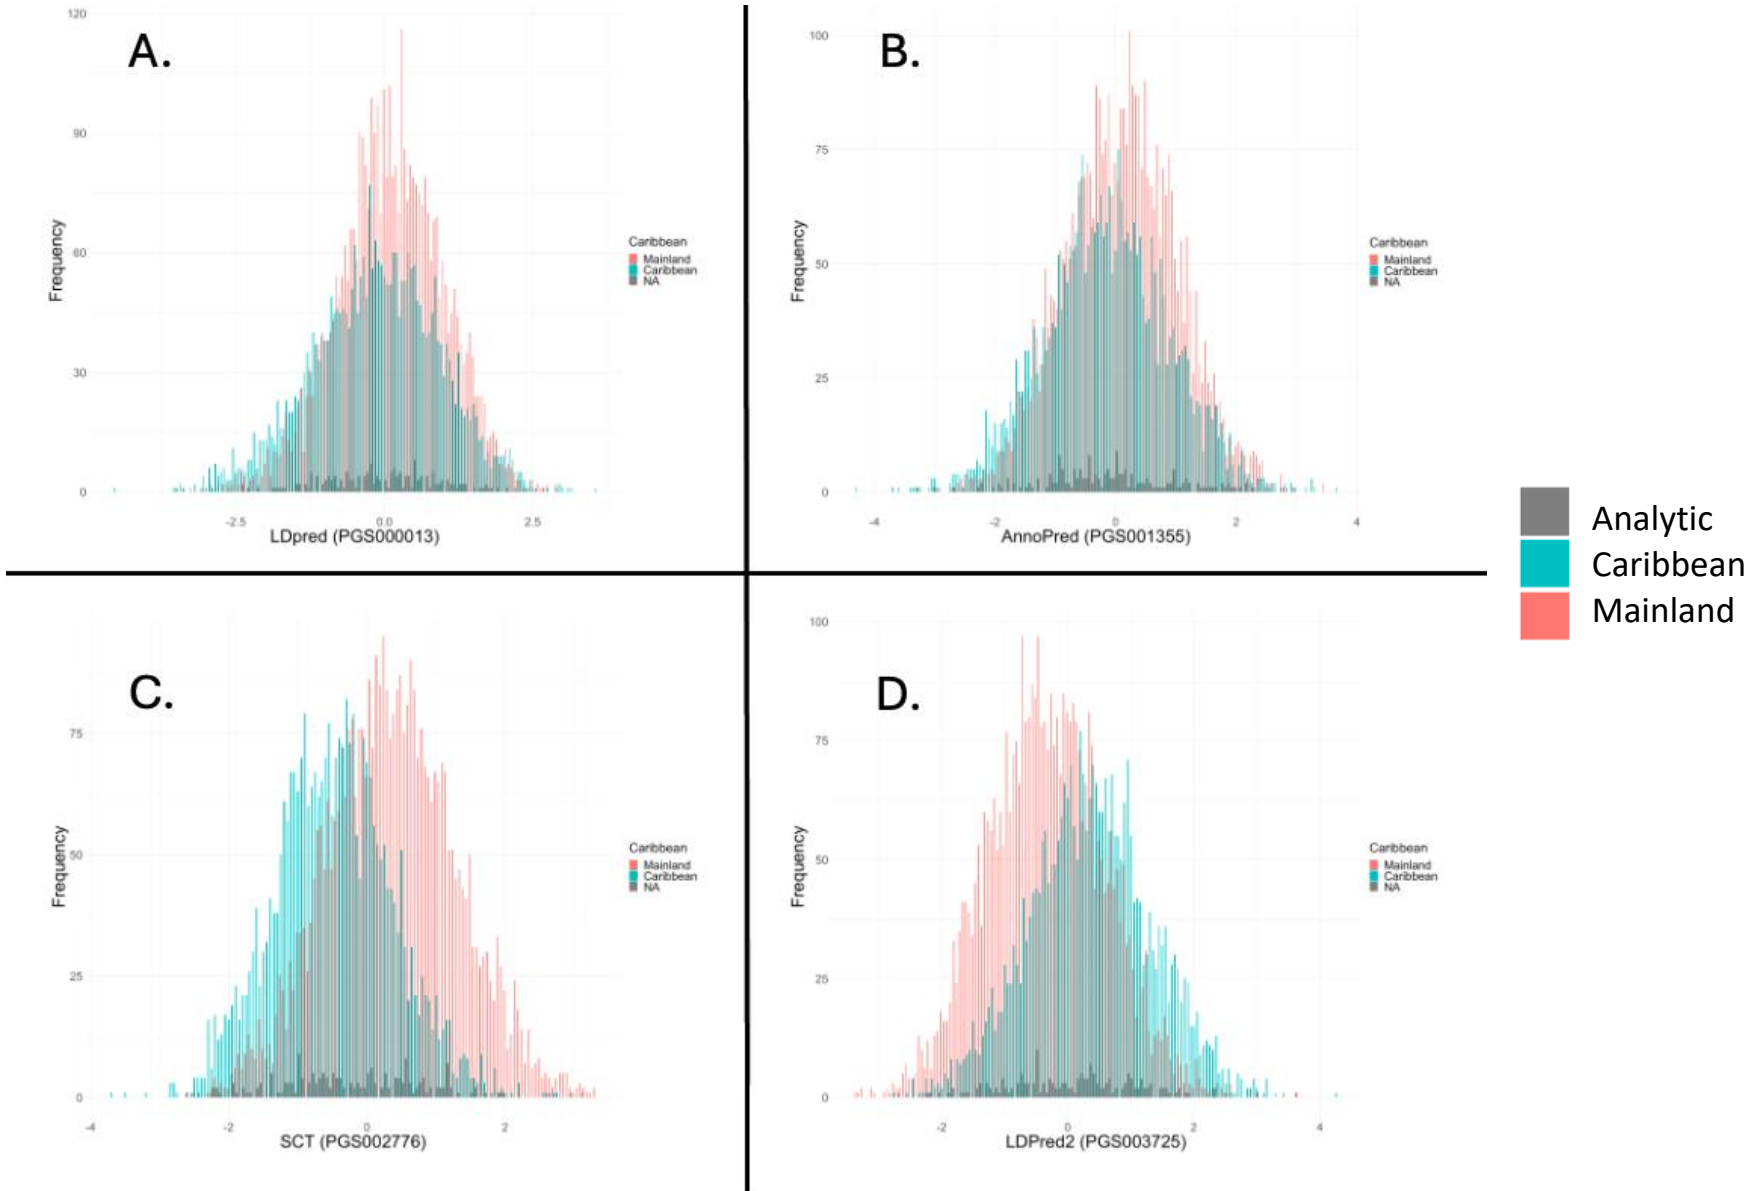 A.
120
90
60
30
0
Frequency
-2.5
0.0
2.5
LDpred (PGS000013)
Caribbean
Mainland
Caribbean
NA
B.
100
75
50
25
0
Frequency
-4
-2
0
2
4
AnnoPred (PGS001355)
Caribbean
Mainland
Caribbean
NA
Analytic
Caribbean
Mainland
C.
75
50
25
0
Frequency
-4
-2
0
2
SCT (PGS002776)
Caribbean
Mainland
Caribbean
NA
D.
100
75
50
25
0
Frequency
-2
0
2
4
LDPred2 (PGS003725)
Caribbean
Mainland
Caribbean
NA